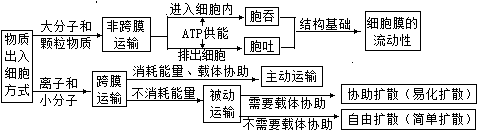 物质
出入
细胞
方式
大分子和
颗粒物质
非跨膜
运输
进入细胞内
ATP供能
排出细胞
胞吞
胞吐
结构基础
细胞膜的
流动性
离子和
小分子
跨膜
运输
消耗能量、载体协助
主动运输
不消耗能量
被动
运输
需要载体协助
协助扩散（易化扩散）
不需要载体协助
自由扩散（简单扩散）